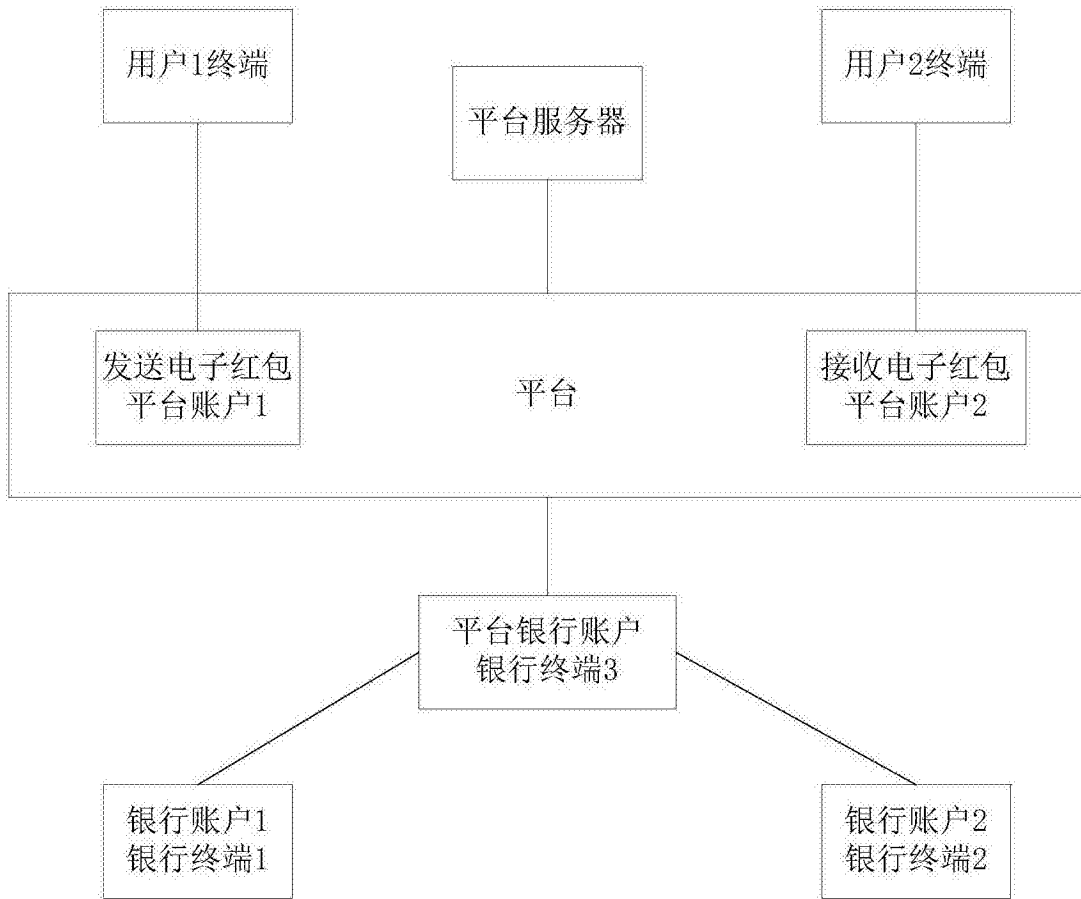 用户1终端
平台服务器
用户2终端
发送电子红包
平台账户1
平台
接收电子红包
平台账户2
平台银行账户
银行终端3
银行账户1
银行终端1
银行账户2
银行终端2